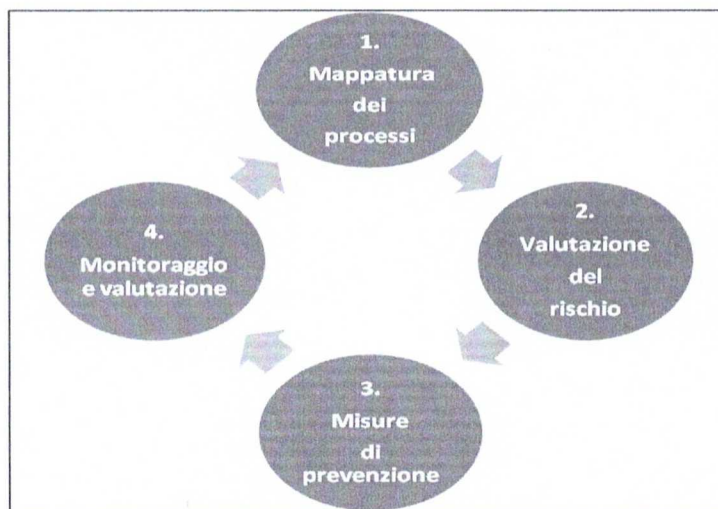 1.
Mappatura
dei
processi
2.
Valutazione
del
rischio
3.
Misure
di
prevenzione
4.
Monitoraggio
e valutazione